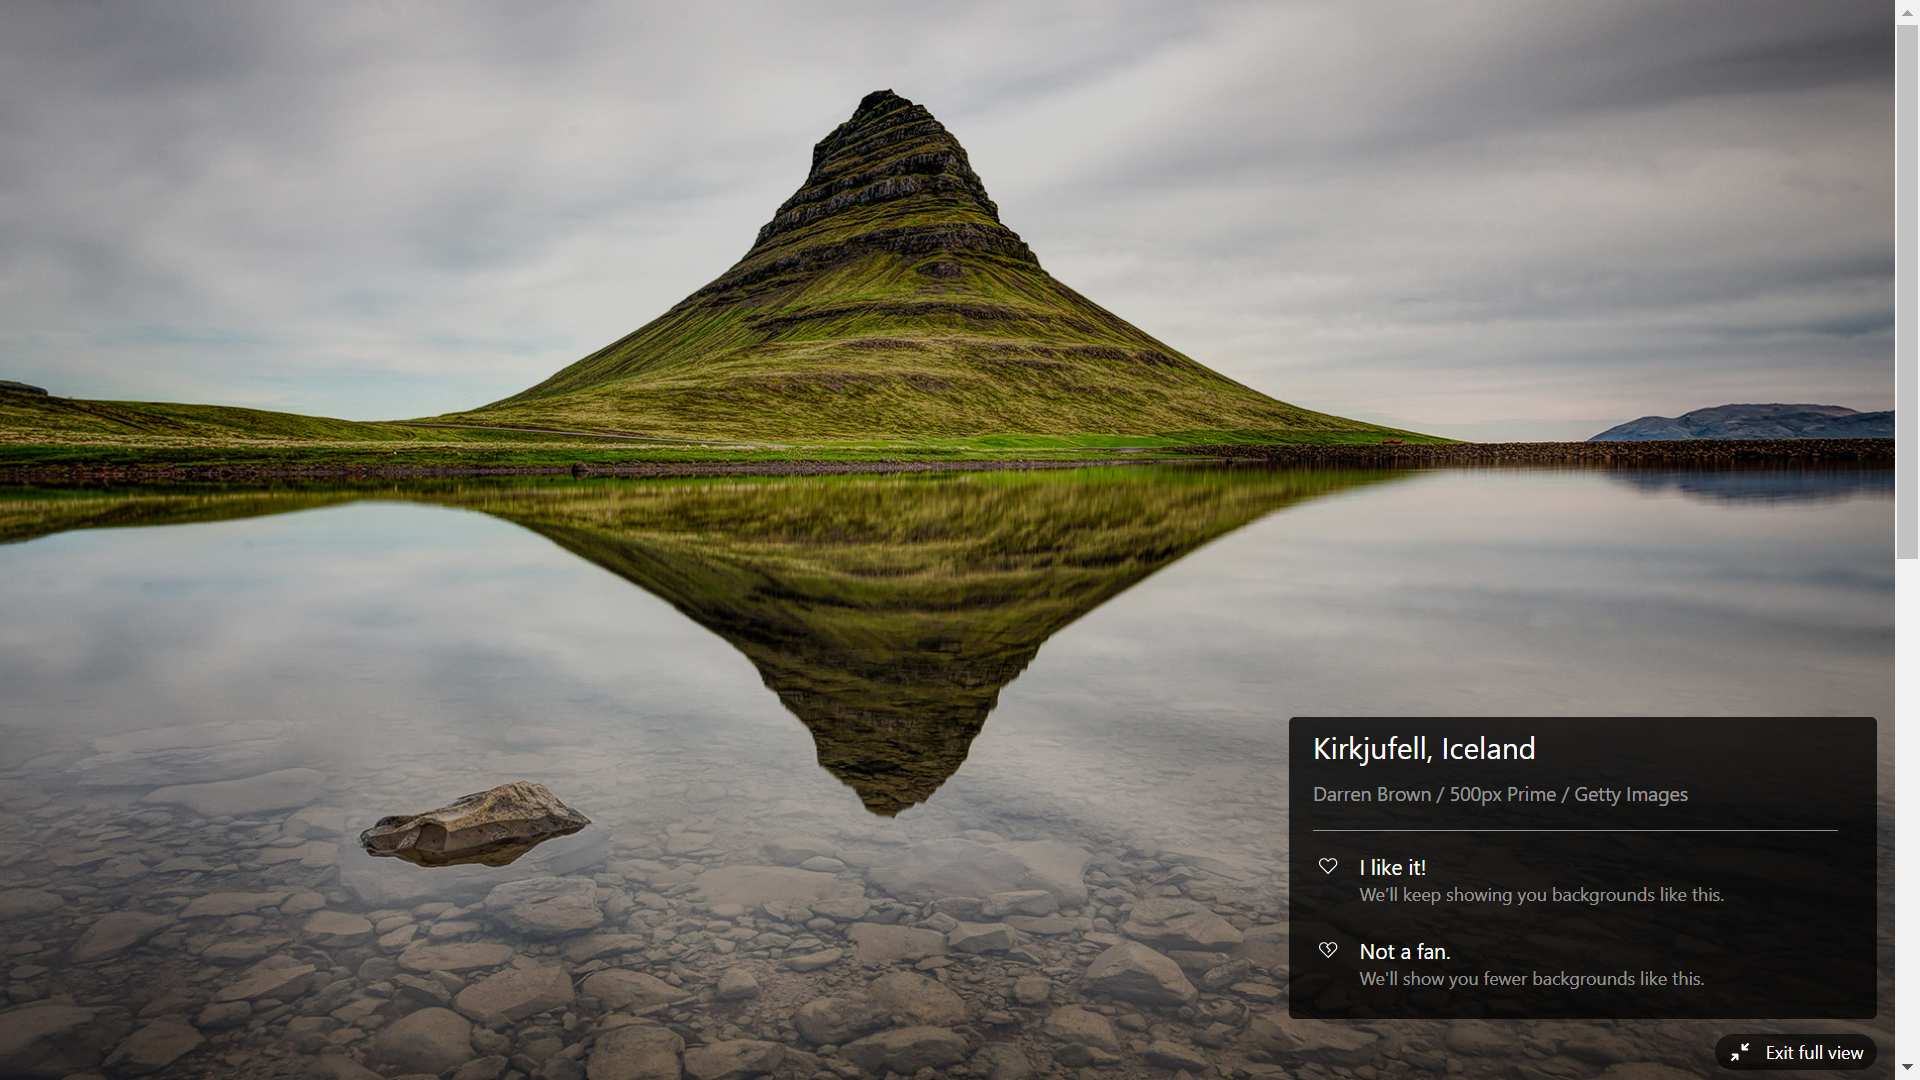 Kirkjufell, Iceland
Darren Brown / 500px Prime / Getty Images
I like it!
We'll keep showing you backgrounds like this.
Not a fan.
We'll show you fewer backgrounds like this.
Exit full view